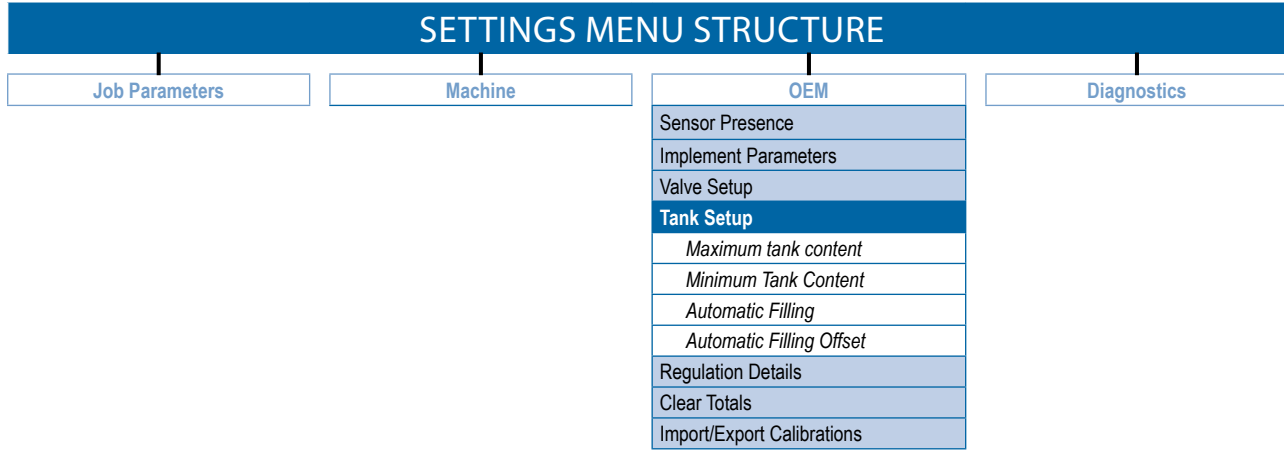 SETTINGS MENU STRUCTURE
Job Parameters
Machine
OEM
Diagnostics
Sensor Presence
Implement Parameters
Valve Setup
Tank Setup
Maximum tank content
Minimum Tank Content
Automatic Filling
Automatic Filling Offset
Regulation Details
Clear Totals
Import/Export Calibrations